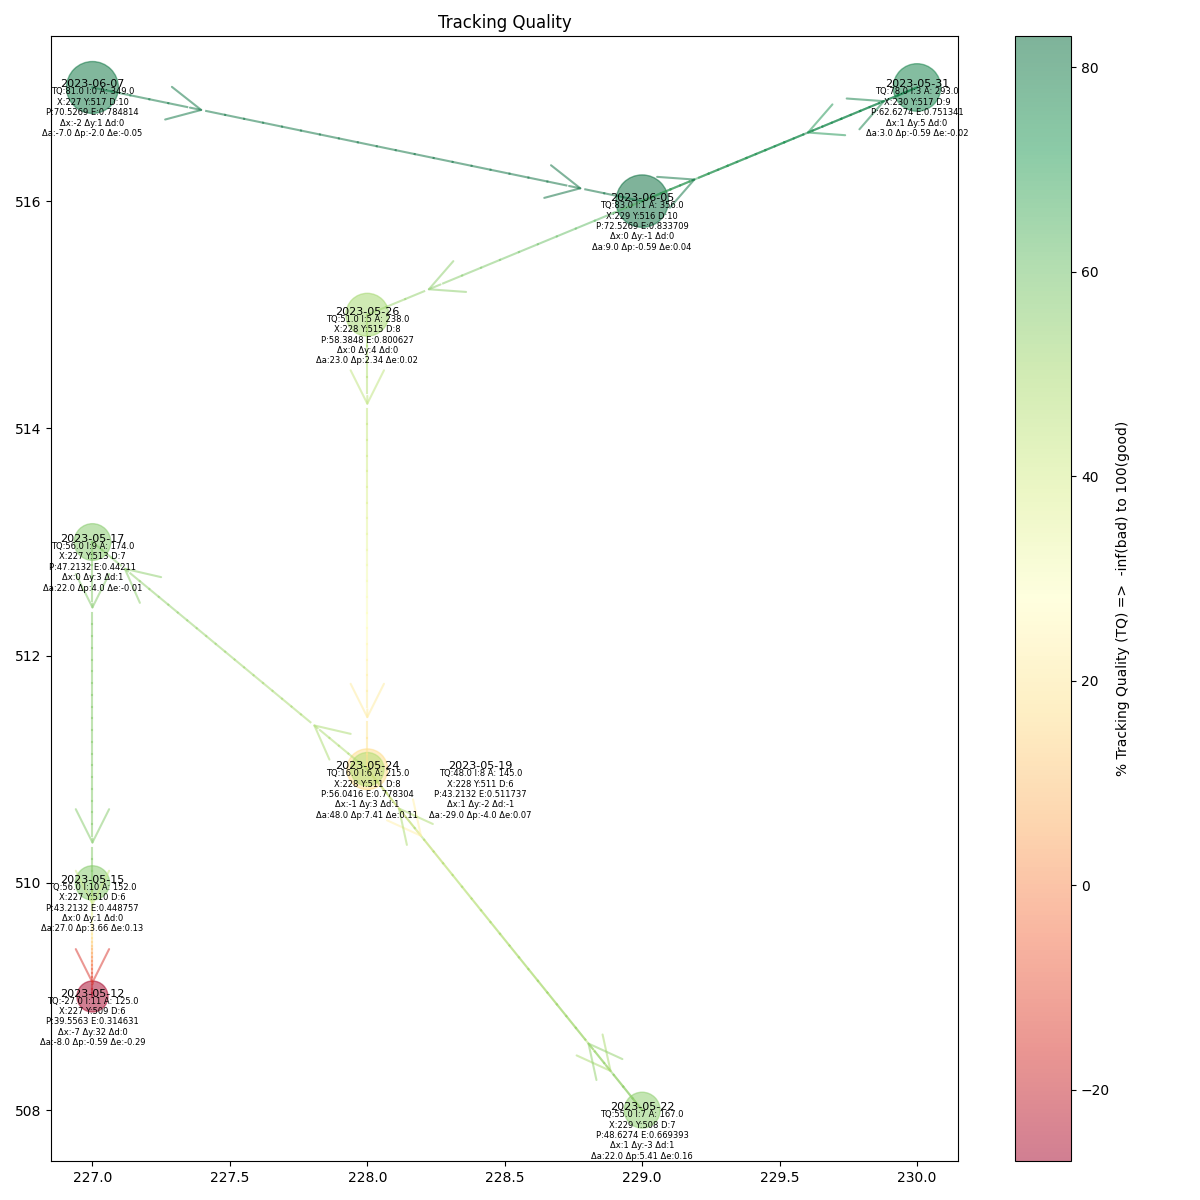 Tracking Quality
2023-06-07
TQ:81.0 I:0 A: 349.0
X:227 Y:517 D:10
P:70.5269 E:0.784814
Δx:-2 Δy:1 Δd:0
Δa:-7.0 Δp:-2.0 Δe:-0.05
2023-05-31
TQ:78.0 I:3 A: 293.0
X:230 Y:517 D:9
P:62.6274 E:0.751341
Δx:1 Δy:5 Δd:0
Δa:3.0 Δp:-0.59 Δe:-0.02
2023-06-05
TQ:83.0 I:1 A: 356.0
X:229 Y:516 D:10
P:72.5269 E:0.833709
Δx:0 Δy:-1 Δd:0
Δa:9.0 Δp:-0.59 Δe:0.04
2023-05-26
TQ:51.0 I:5 A: 238.0
X:228 Y:515 D:8
P:58.3848 E:0.800627
Δx:0 Δy:4 Δd:0
Δa:23.0 Δp:2.34 Δe:0.02
2023-05-17
TQ:56.0 I:9 A: 174.0
X:227 Y:513 D:7
P:47.2132 E:0.44211
Δx:0 Δy:3 Δd:1
Δa:22.0 Δp:4.0 Δe:-0.01
2023-05-24
TQ:16.0 I:6 A: 215.0
X:228 Y:511 D:8
P:56.0416 E:0.778304
Δx:-1 Δy:3 Δd:1
Δa:48.0 Δp:7.41 Δe:0.11
2023-05-19
TQ:48.0 I:8 A: 145.0
X:228 Y:511 D:6
P:43.2132 E:0.511737
Δx:1 Δy:-2 Δd:-1
Δa:-29.0 Δp:-4.0 Δe:0.07
2023-05-15
TQ:56.0 I:10 A: 152.0
X:227 Y:510 D:6
P:43.2132 E:0.448757
Δx:0 Δy:1 Δd:0
Δa:27.0 Δp:3.66 Δe:0.13
2023-05-12
TQ:-27.0 I:11 A: 125.0
X:227 Y:509 D:6
P:39.5563 E:0.314631
Δx:-7 Δy:32 Δd:0
Δa:-8.0 Δp:-0.59 Δe:-0.29
2023-05-22
TQ:55.0 I:7 A: 167.0
X:229 Y:508 D:7
P:48.6274 E:0.669393
Δx:1 Δy:-3 Δd:1
Δa:22.0 Δp:5.41 Δe:0.16
516
514
512
510
508
227.0
227.5
228.0
228.5
229.0
229.5
230.0
80
60
40
20
0
−20
% Tracking Quality (TQ) =>  -inf(bad) to 100(good)